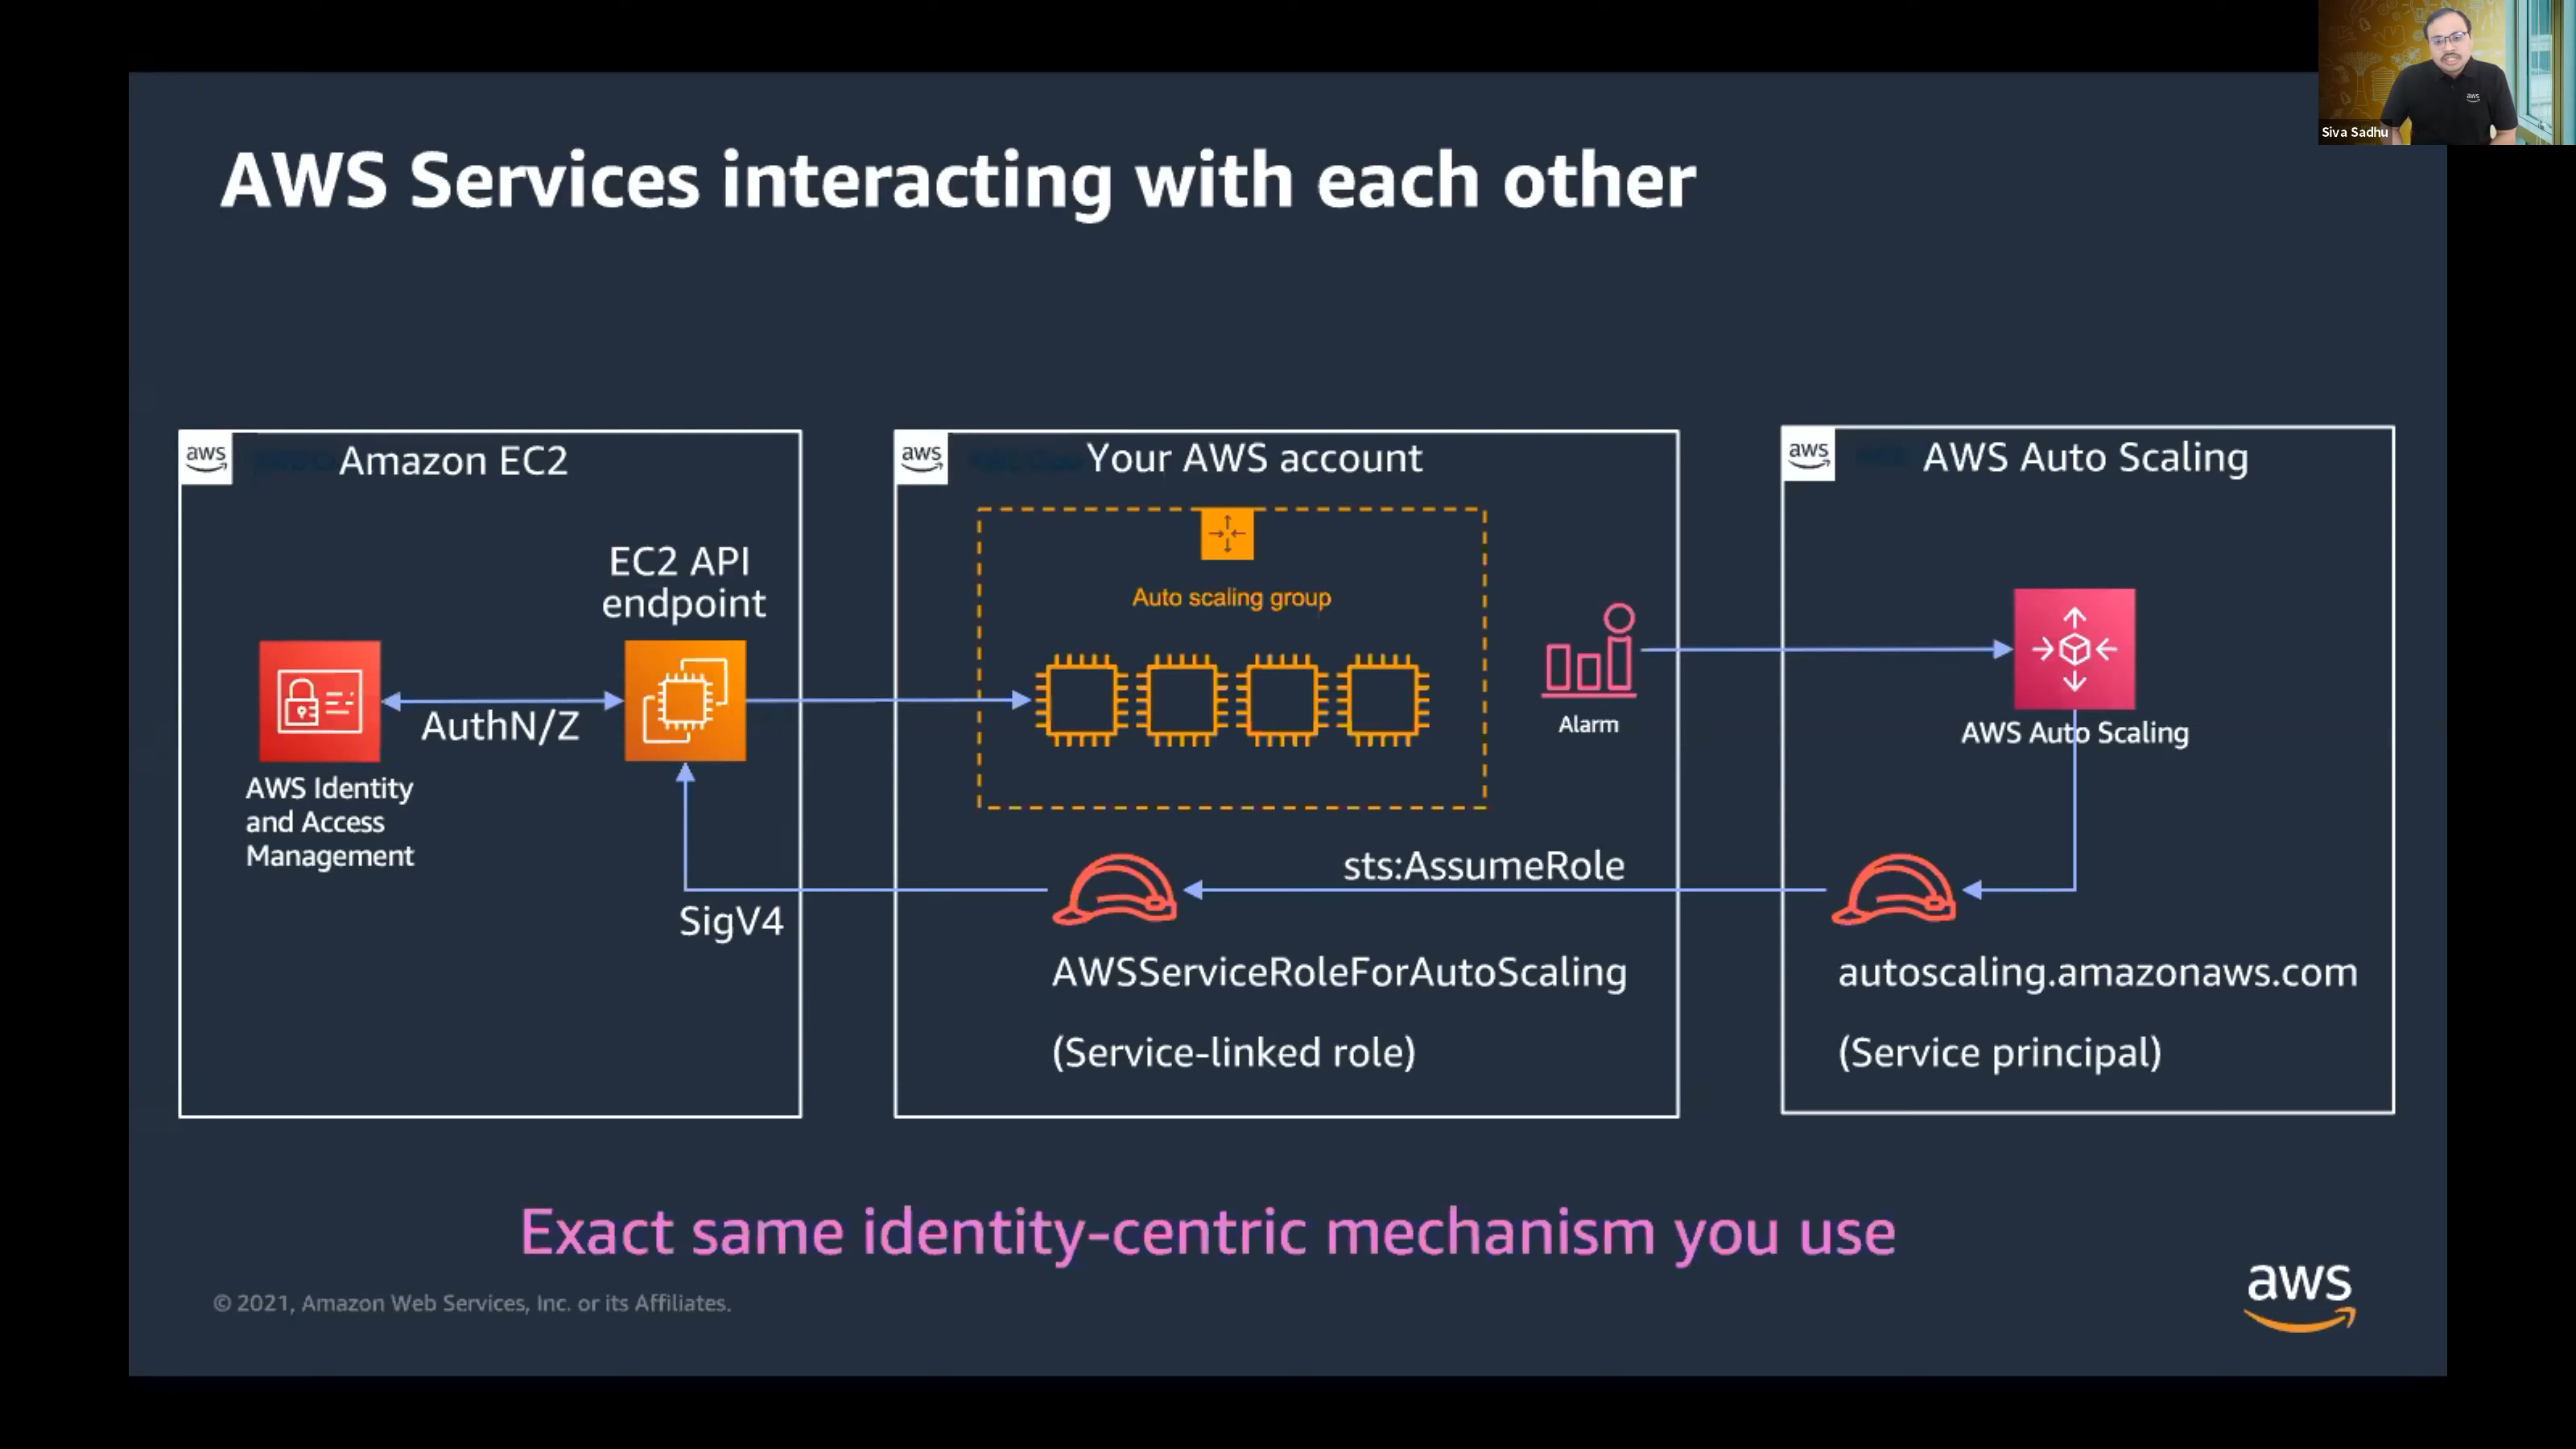 aws
Siva Sadhu
AWS Services interacting with each other
aws
Amazon EC2
EC2 API
endpoint
AuthN/Z
AWS Identity
and Access
Management
SigV4
aws
Your AWS account
Auto scaling group
Alarm
sts:AssumeRole
AWSServiceRoleForAutoScaling
(Service-linked role)
aws
AWS Auto Scaling
AWS Auto Scaling
autoscaling.amazonaws.com
(Service principal)
Exact same identity-centric mechanism you use
© 2021, Amazon Web Services, Inc. or its Affiliates.
aws